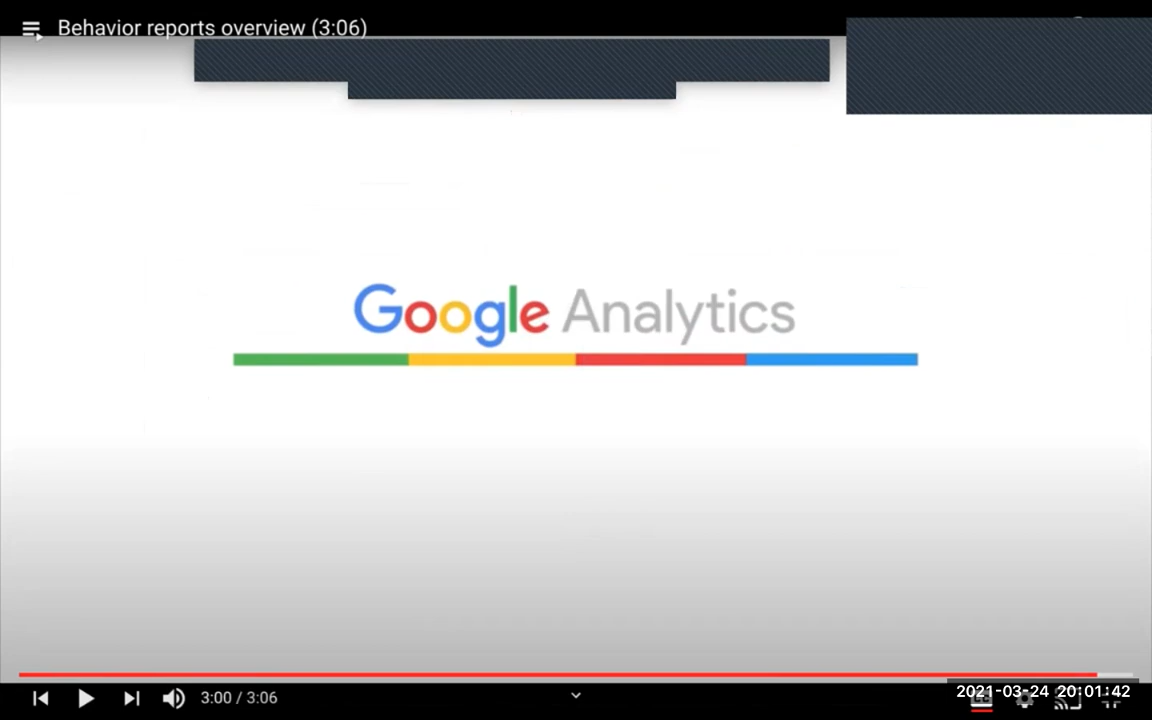 Behavior reports overview (3:06)
Google Analytics
3:00 / 3:06
2021-03-24 20:01:42